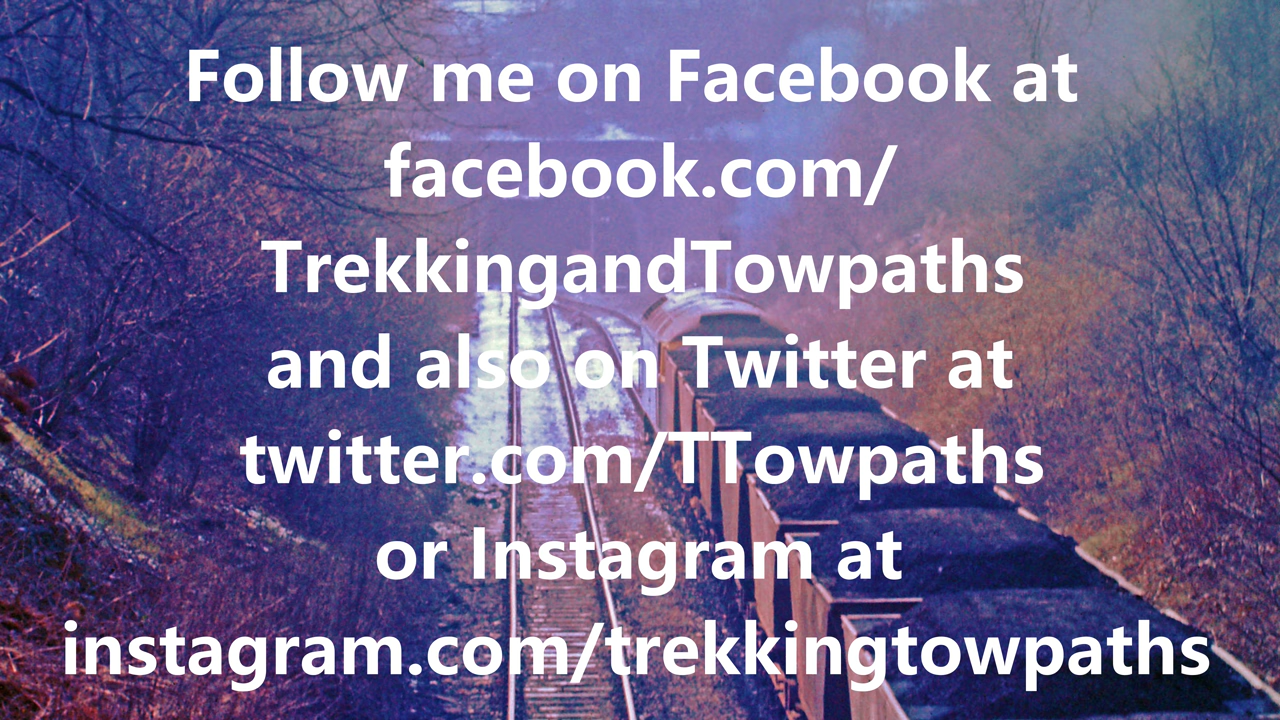 Follow me on Facebook at
facebook.com/
TrekkingandTowpaths
and also on Twitter at
twitter.com/TTowpaths
or Instagram at
instagram.com/trekkingtowpaths